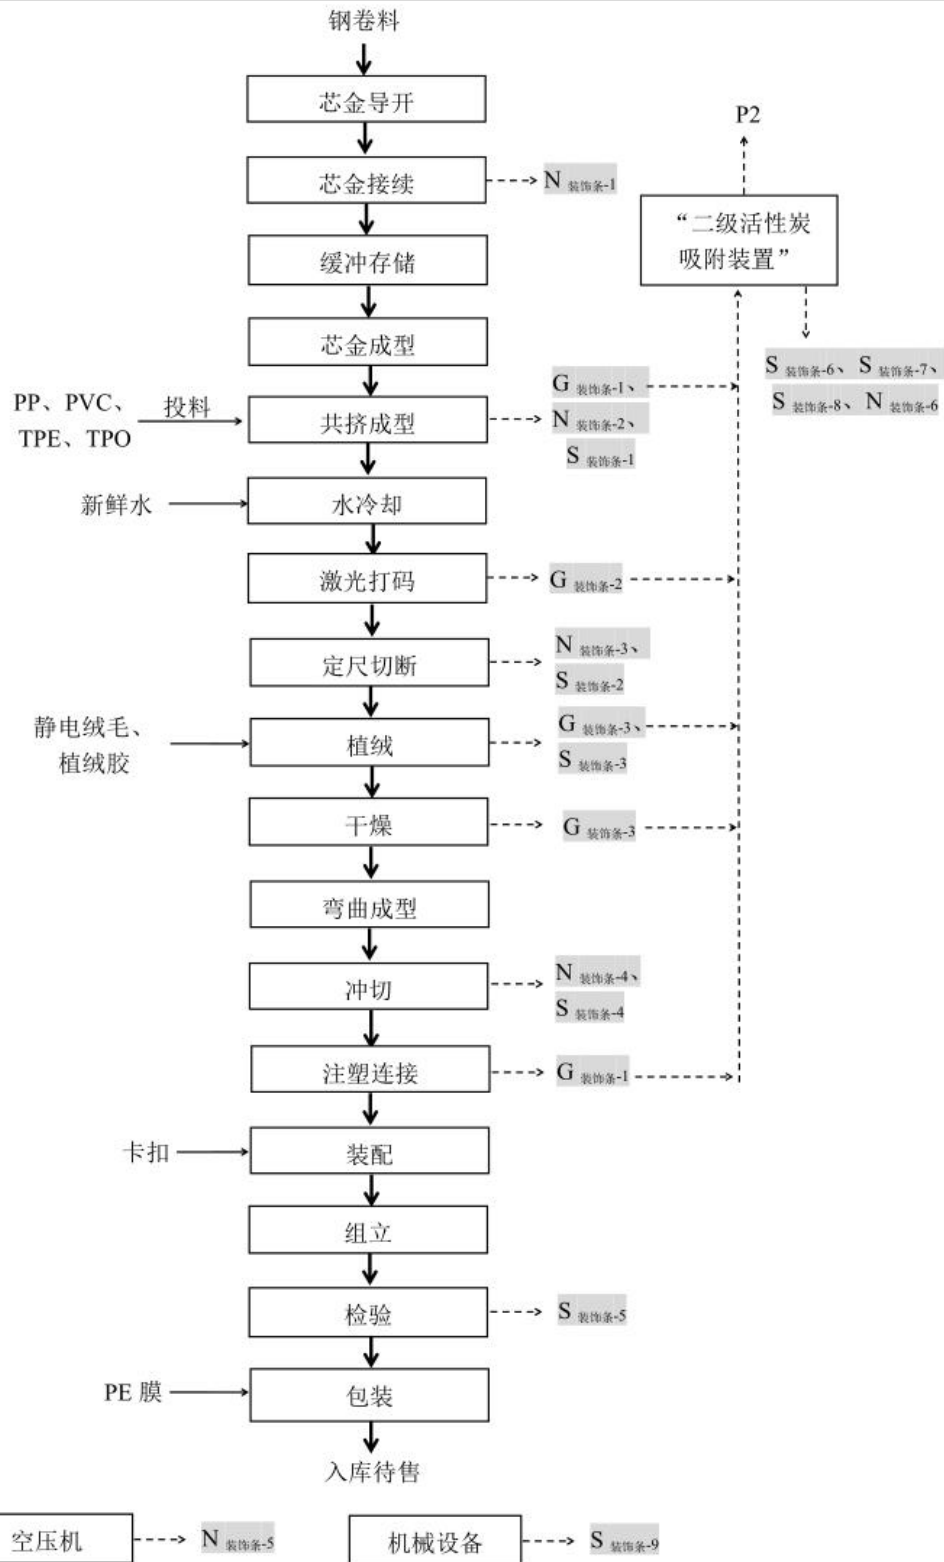 钢卷料
芯金导开
P2
芯金接续
N 装饰条-1
“二级活性炭
吸附装置”
缓冲存储
芯金成型
S 装饰条-6、S 装饰条-7、
S 装饰条-8、N 装饰条-6
PP、PVC、
TPE、TPO
投料
共挤成型
G 装饰条-1、
N 装饰条-2、
S 装饰条-1
新鲜水
水冷却
激光打码
G 装饰条-2
定尺切断
N 装饰条-3、
S 装饰条-2
静电绒毛、
植绒胶
植绒
G 装饰条-3、
S 装饰条-3
干燥
G 装饰条-3
弯曲成型
冲切
N 装饰条-4、
S 装饰条-4
注塑连接
G 装饰条-1
卡扣
装配
组立
检验
S 装饰条-5
PE 膜
包装
入库待售
空压机
N 装饰条-5
机械设备
S 装饰条-9